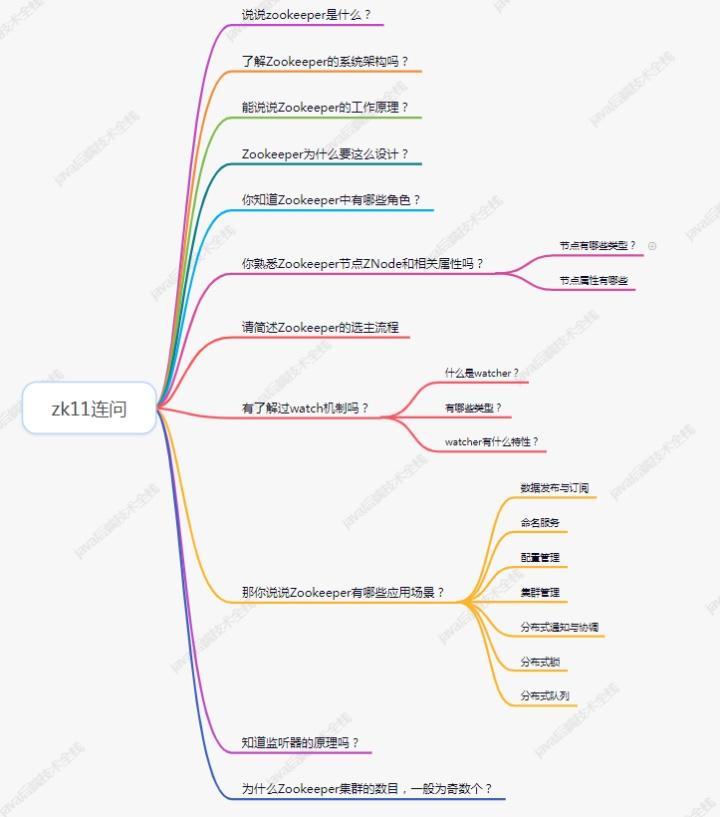 说说zookeeper是什么？
了解Zookeeper的系统架构吗？
能说说Zookeeper的工作原理？
Zookeeper为什么要这么设计？
你知道Zookeeper中有哪些角色？
你熟悉Zookeeper节点ZNode和相关属性吗？
节点有哪些类型？
节点属性有哪些
请简述Zookeeper的选主流程
zk11连问
有了解过watch机制吗？
什么是watcher？
有哪些类型？
watcher有什么特性？
那你说说Zookeeper有哪些应用场景？
数据发布与订阅
命名服务
配置管理
集群管理
分布式通知与协调
分布式锁
分布式队列
知道监听器的原理吗？
为什么Zookeeper集群的数目，一般为奇数个？
java后端技术全栈